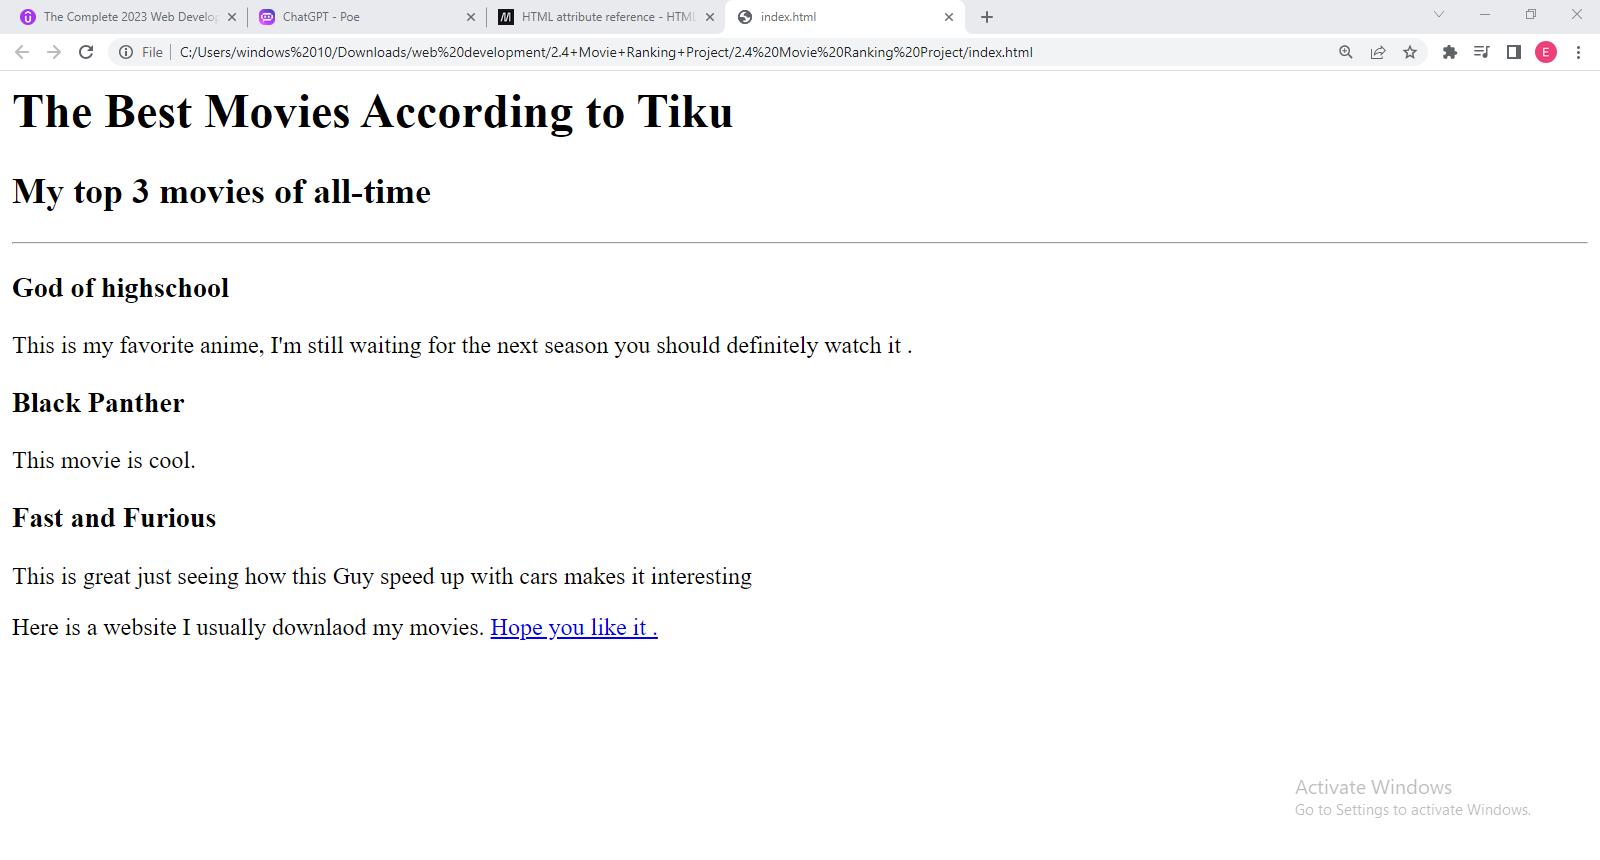 The Complete 2023 Web Develop
ChatGPT - Poe
HTML attribute reference - HTML
index.html
File
C:/Users/windows%2010/Downloads/web%20development/2.4+Movie+Ranking+Project/2.4%20Movie%20Ranking%20Project/index.html
E
The Best Movies According to Tiku
My top 3 movies of all-time
God of highschool
This is my favorite anime, I'm still waiting for the next season you should definitely watch it .
Black Panther
This movie is cool.
Fast and Furious
This is great just seeing how this Guy speed up with cars makes it interesting
Here is a website I usually downlaod my movies. Hope you like it .
Activate Windows
Go to Settings to activate Windows.